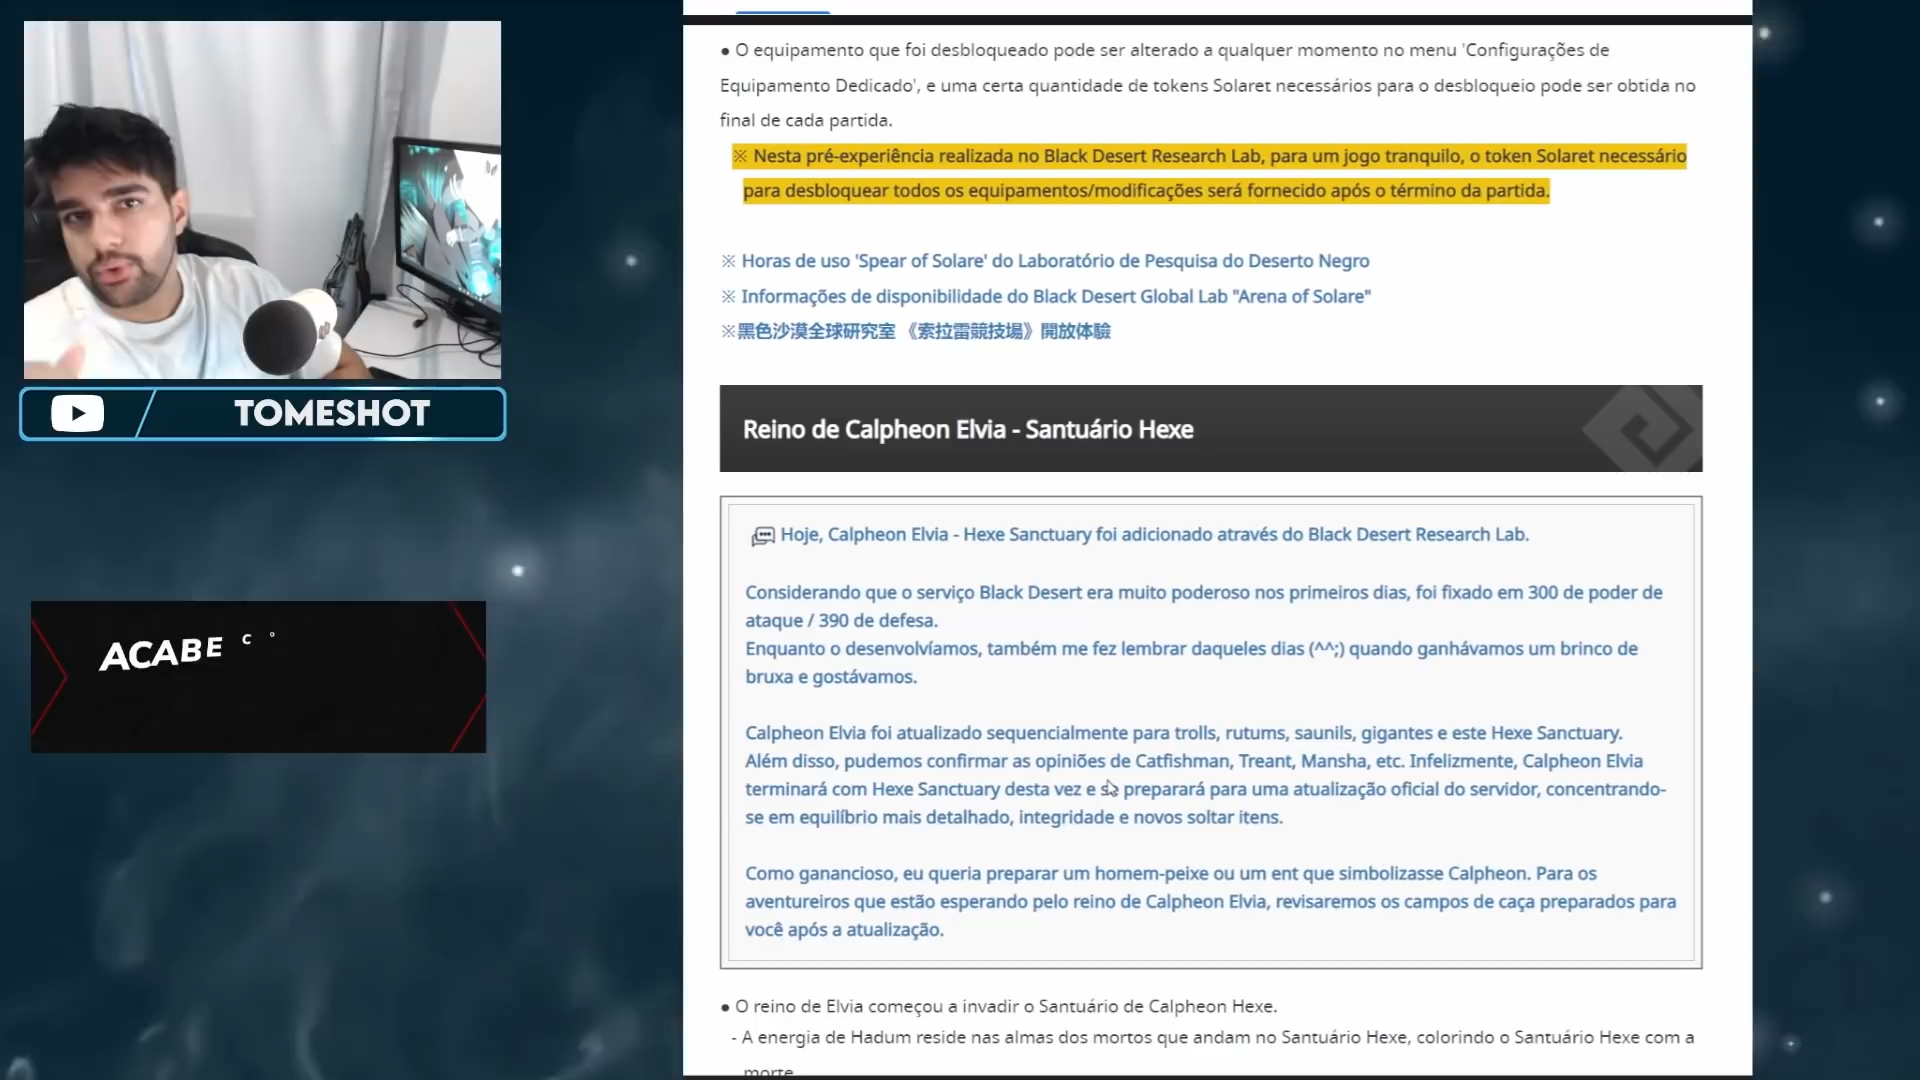 ● O equipamento que foi desbloqueado pode ser alterado a qualquer momento no menu 'Configurações de
Equipamento Dedicado', e uma certa quantidade de tokens Solaret necessários para o desbloqueio pode ser obtida no
final de cada partida.
※ Nesta pré-experiência realizada no Black Desert Research Lab, para um jogo tranquilo, o token Solaret necessário
para desbloquear todos os equipamentos/modificações será fornecido após o término da partida.
※ Horas de uso 'Spear of Solare' do Laboratório de Pesquisa do Deserto Negro
※ Informações de disponibilidade do Black Desert Global Lab "Arena of Solare"
※黑色沙漠全球研究室 《索拉雷競技場》開放体驗
TOMESHOT
Reino de Calpheon Elvia - Santuário Hexe
Hoje, Calpheon Elvia - Hexe Sanctuary foi adicionado através do Black Desert Research Lab.
Considerando que o serviço Black Desert era muito poderoso nos primeiros dias, foi fixado em 300 de poder de
ataque / 390 de defesa.
Enquanto o desenvolvíamos, também me fez lembrar daqueles dias (^^;) quando ganhávamos um brinco de
bruxa e gostávamos.
ACABE C
Calpheon Elvia foi atualizado sequencialmente para trolls, rutums, saunils, gigantes e este Hexe Sanctuary.
Além disso, pudemos confirmar as opiniões de Catfishman, Treant, Mansha, etc. Infelizmente, Calpheon Elvia
terminará com Hexe Sanctuary desta vez e se preparará para uma atualização oficial do servidor, concentrando-
se em equilíbrio mais detalhado, integridade e novos soltar itens.
Como ganancioso, eu queria preparar um homem-peixe ou um ent que simbolizasse Calpheon. Para os
aventureiros que estão esperando pelo reino de Calpheon Elvia, revisaremos os campos de caça preparados para
você após a atualização.
● O reino de Elvia começou a invadir o Santuário de Calpheon Hexe.
- A energia de Hadum reside nas almas dos mortos que andam no Santuário Hexe, colorindo o Santuário Hexe com a
morte.